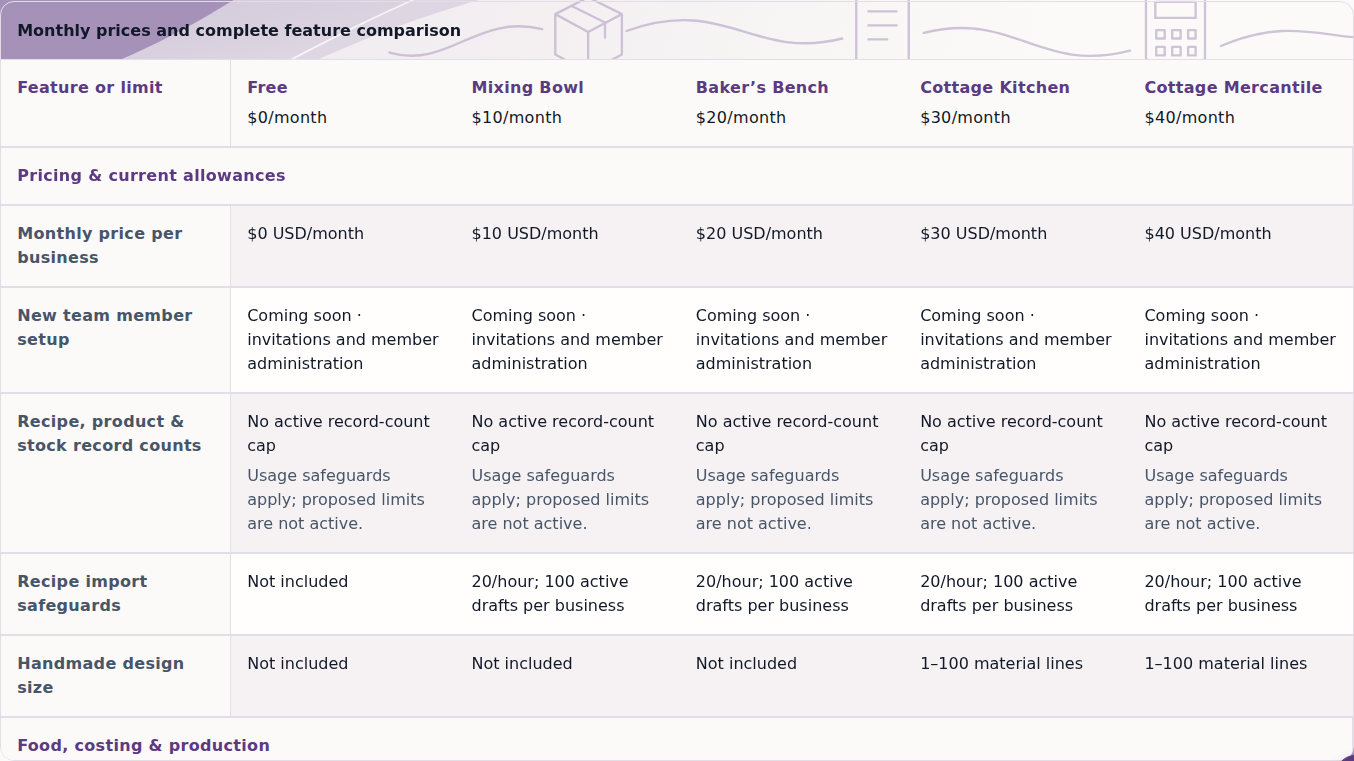 Monthly prices and complete feature comparison
Feature or limit
Free
$0/month
Mixing Bowl
$10/month
Baker’s Bench
$20/month
Cottage Kitchen
$30/month
Cottage Mercantile
$40/month
Pricing & current allowances
Monthly price per
business
$0 USD/month
$10 USD/month
$20 USD/month
$30 USD/month
$40 USD/month
New team member
setup
Coming soon ·
invitations and member
administration
Coming soon ·
invitations and member
administration
Coming soon ·
invitations and member
administration
Coming soon ·
invitations and member
administration
Coming soon ·
invitations and member
administration
Recipe, product &
stock record counts
No active record-count
cap
Usage safeguards
apply; proposed limits
are not active.
No active record-count
cap
Usage safeguards
apply; proposed limits
are not active.
No active record-count
cap
Usage safeguards
apply; proposed limits
are not active.
No active record-count
cap
Usage safeguards
apply; proposed limits
are not active.
No active record-count
cap
Usage safeguards
apply; proposed limits
are not active.
Recipe import
safeguards
Not included
20/hour; 100 active
drafts per business
20/hour; 100 active
drafts per business
20/hour; 100 active
drafts per business
20/hour; 100 active
drafts per business
Handmade design
size
Not included
Not included
Not included
1–100 material lines
1–100 material lines
Food, costing & production